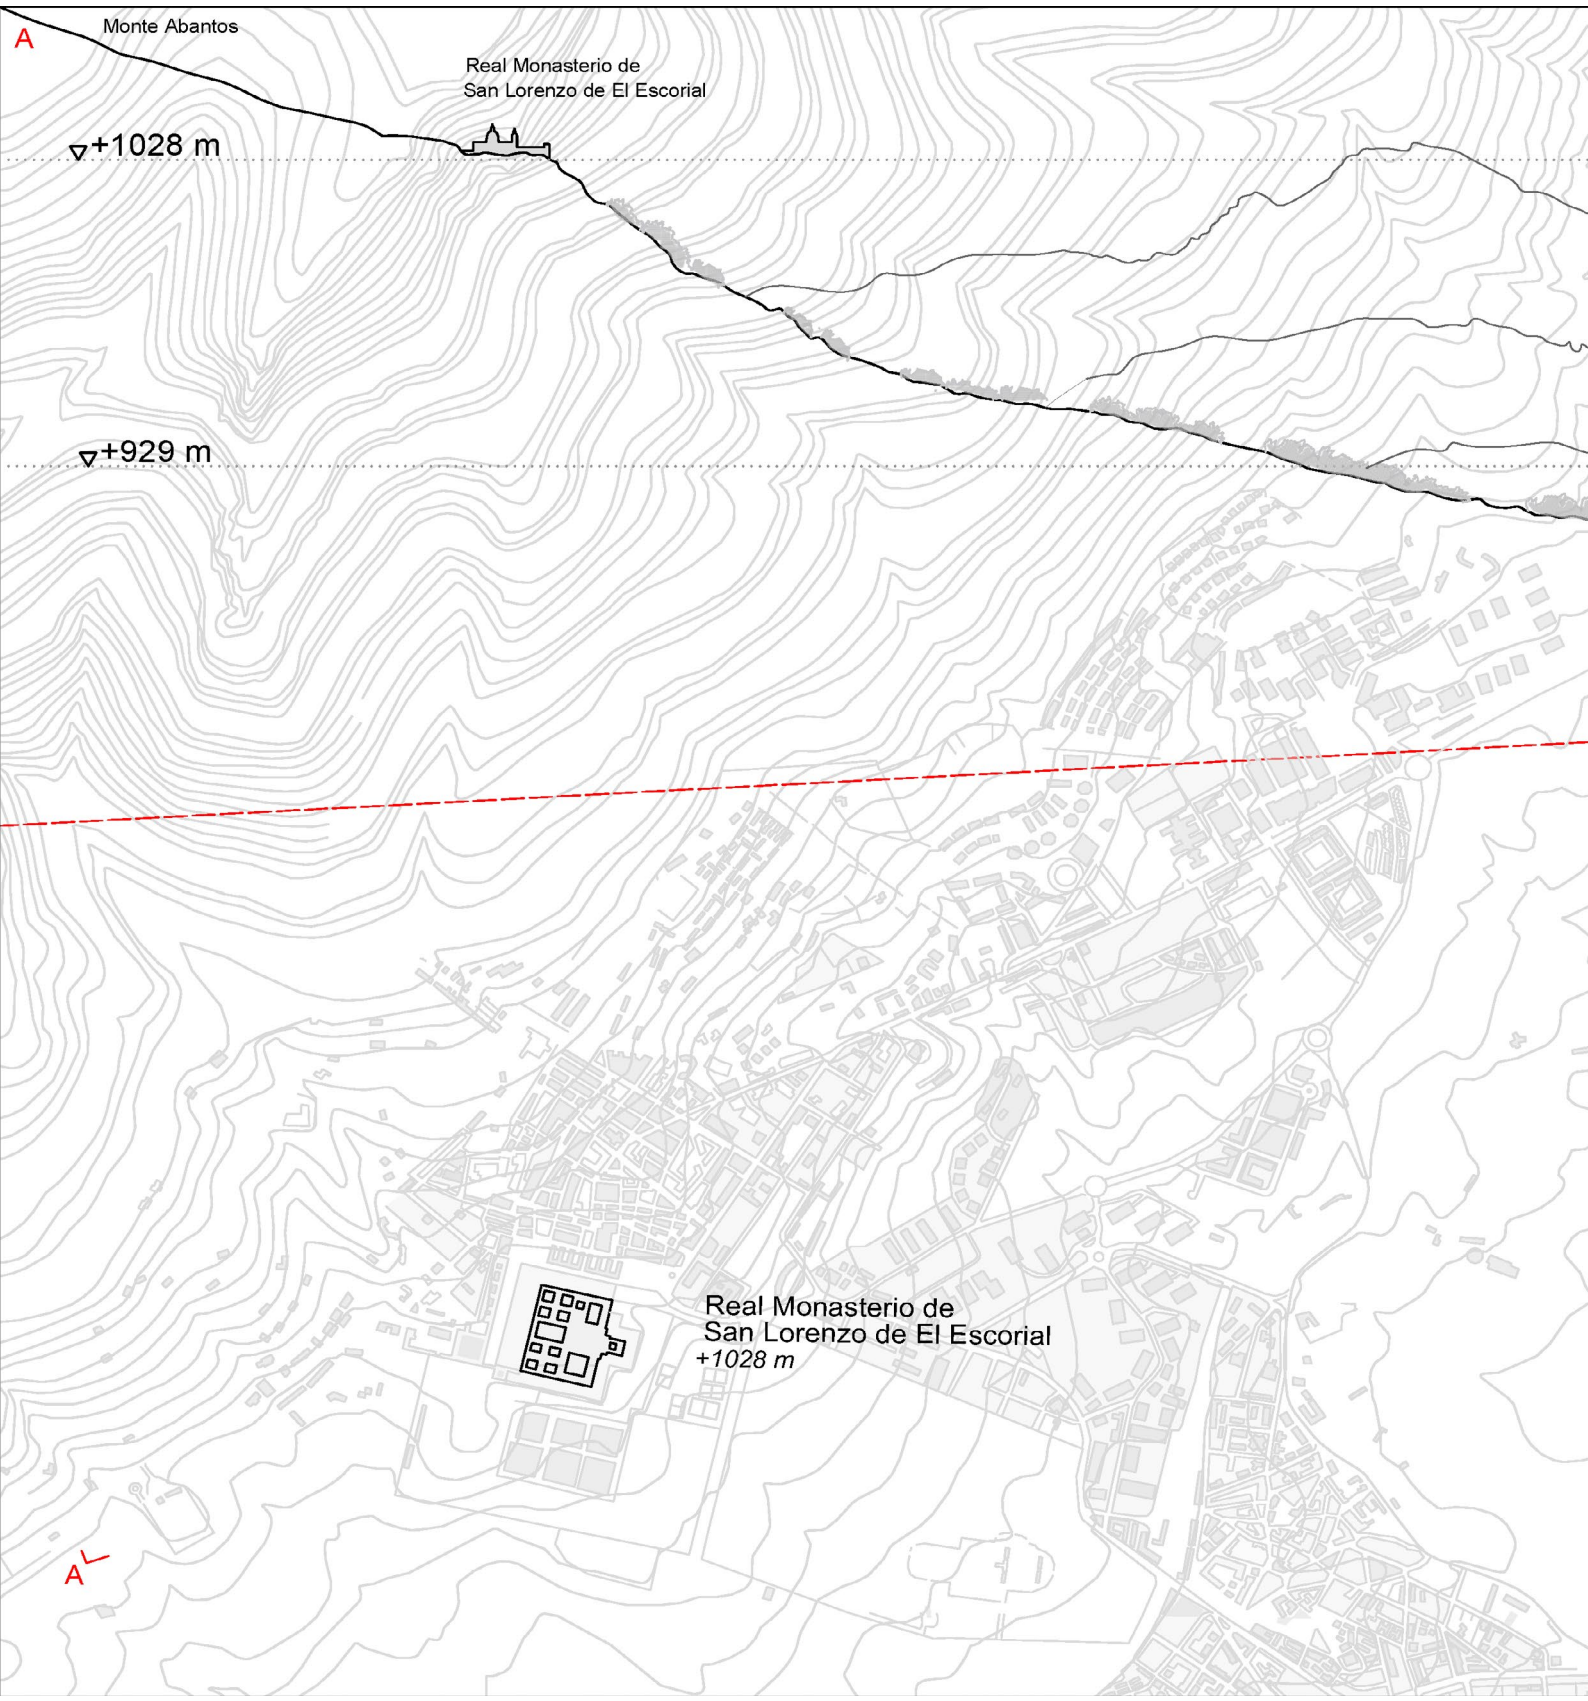 A
Monte Abantos
Real Monasterio de
San Lorenzo de El Escorial
+1028 m
+929 m
Real Monasterio de
San Lorenzo de El Escorial
+1028 m
A